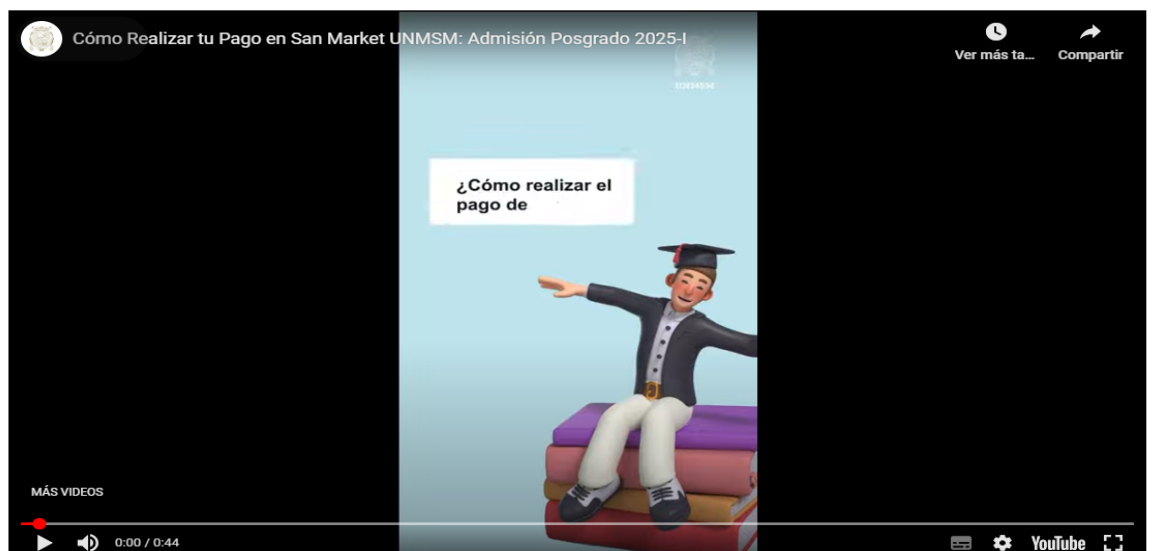 Cómo Realizar tu Pago en San Market UNMSM: Admisión Posgrado 2025-I
Ver más ta...
Compartir
UNMSM
¿Cómo realizar el
pago de
MÁS VIDEOS
0:00 / 0:44
YouTube